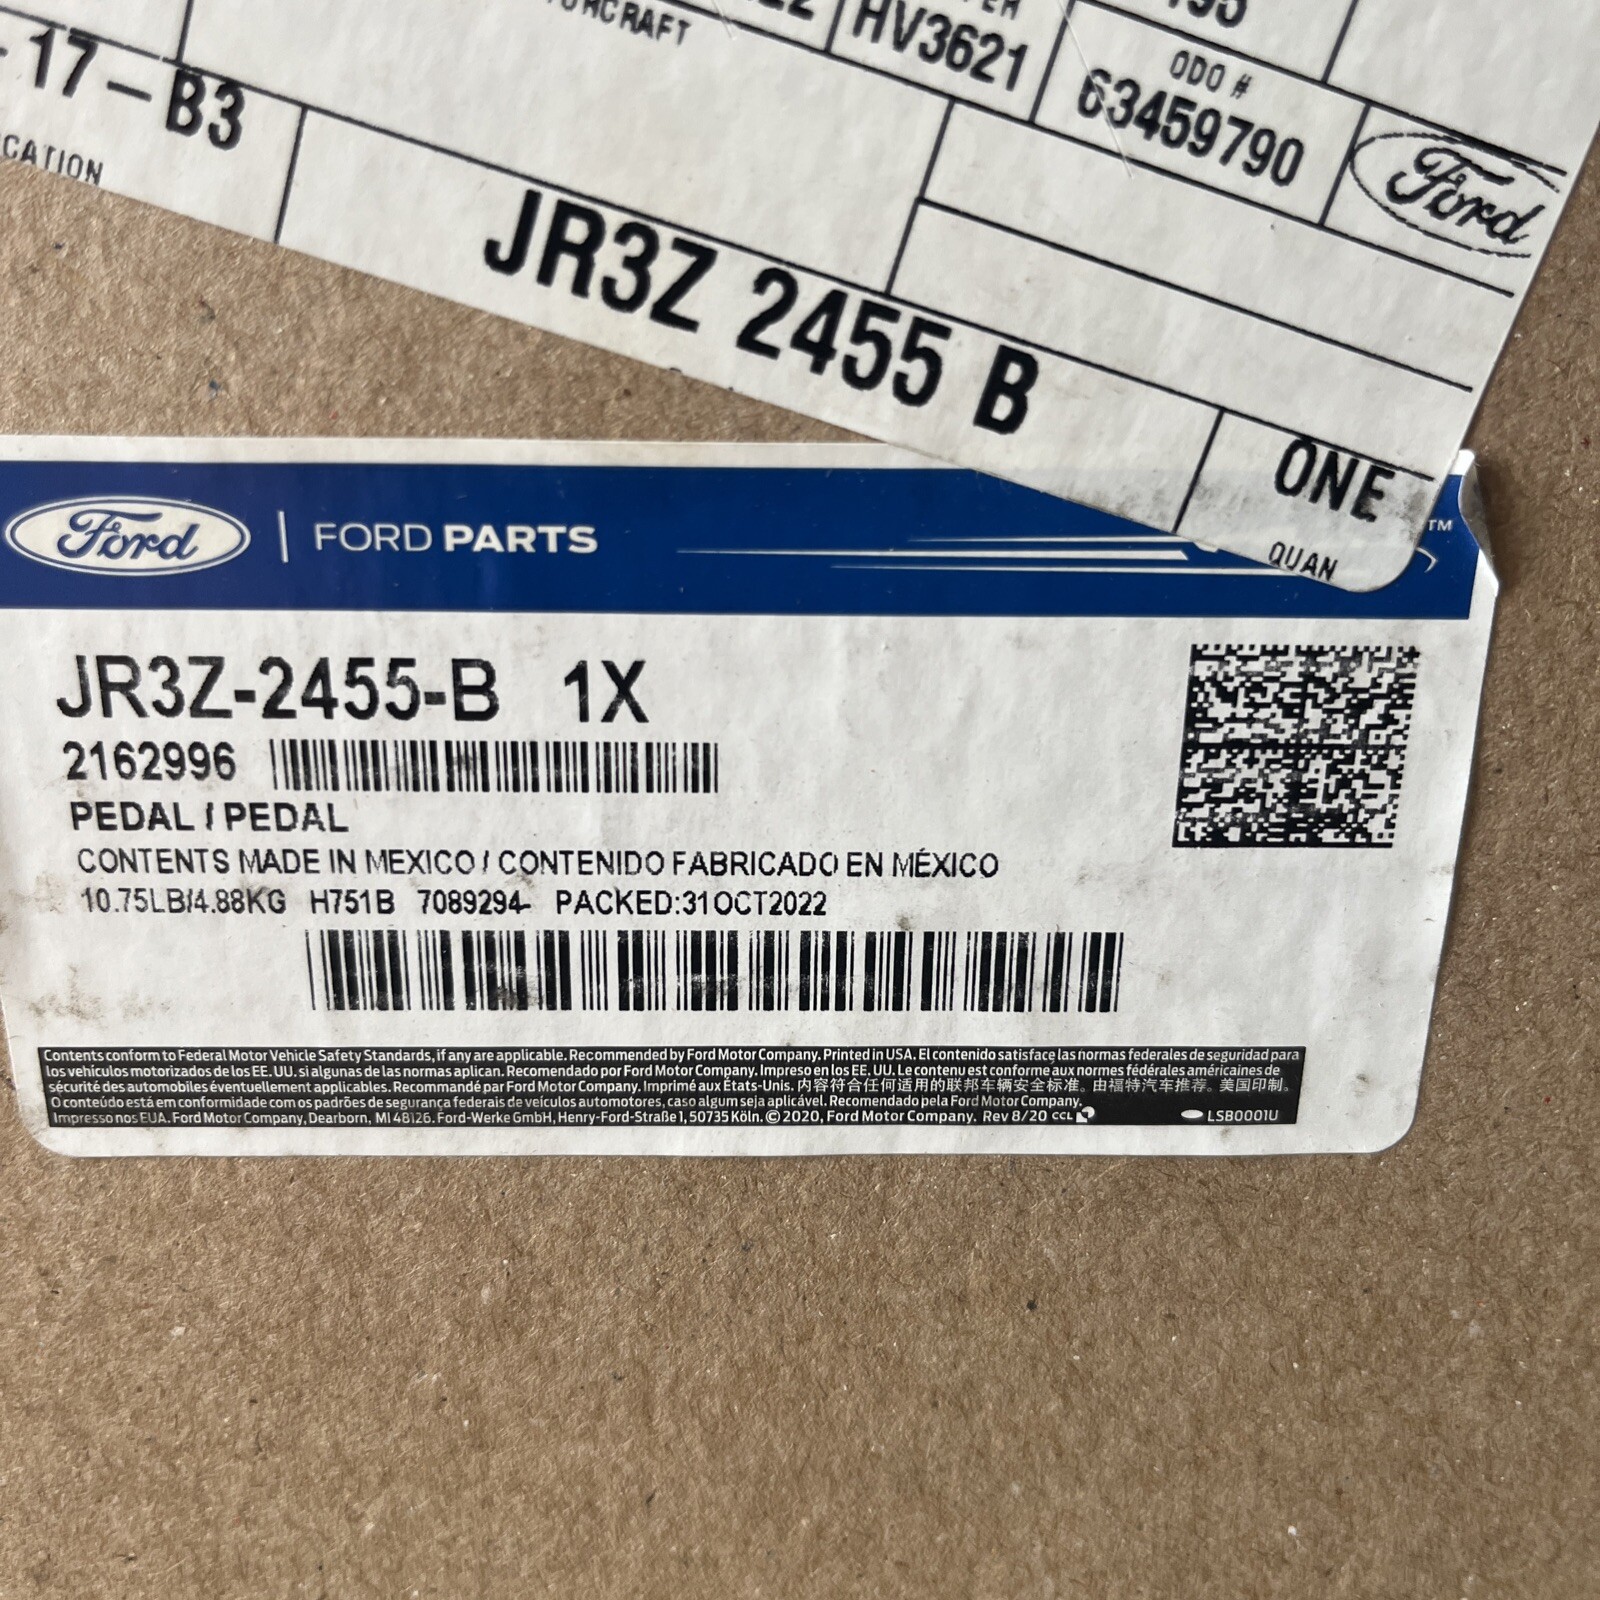 HV3621
ODO #
63459790
17-B3
Ford
JR3Z 2455 B
ONE
QUAN
Ford | FORD PARTS
TM
JR3Z-2455-B 1X
2162996
PEDAL / PEDAL
CONTENTS MADE IN MEXICO / CONTENIDO FABRICADO EN MÉXICO
10.75LB/4.88KG H751B 7089294- PACKED:31OCT2022
Contents conform to Federal Motor Vehicle Safety Standards, if any are applicable. Recommended by Ford Motor Company. Printed in USA. El contenido satisface las normas federales de seguridad para
los vehículos motorizados de los EE. UU. si algunas de las normas aplican. Recomendado por Ford Motor Company. Impreso en los EE. UU. Le contenu est conforme aux normes fédérales américaines de
sécurité des automobiles éventuellement applicables. Recommandé par Ford Motor Company. Imprimé aux États-Unis. 内容符合任何适用的联邦车辆安全标准。由福特汽车推荐。美国印制。
O conteúdo está em conformidade com os padrões de segurança federais de veículos automotores, caso algum seja aplicável. Recomendado pela Ford Motor Company.
Impresso nos EUA. Ford Motor Company, Dearborn, MI 48126. Ford-Werke GmbH, Henry-Ford-Straße 1, 50735 Köln. © 2020, Ford Motor Company. Rev 8/20 CCL
LSB0001U